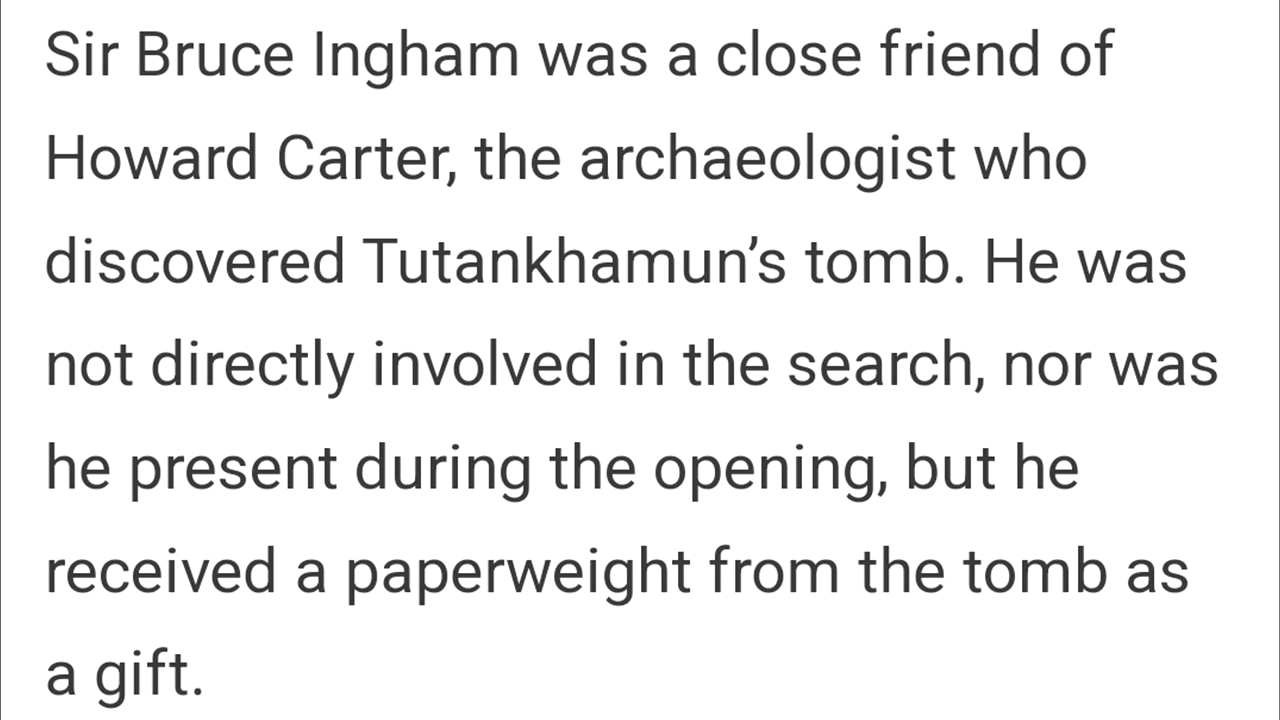 Sir Bruce Ingham was a close friend of
Howard Carter, the archaeologist who
discovered Tutankhamun’s tomb. He was
not directly involved in the search, nor was
he present during the opening, but he
received a paperweight from the tomb as
a gift.